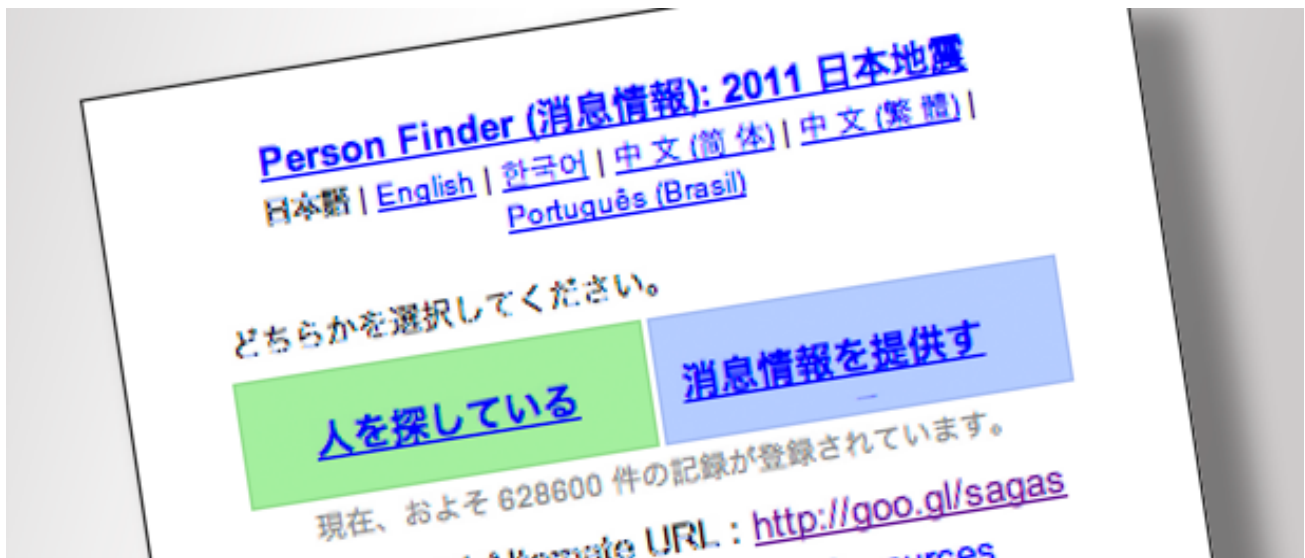 Person Finder (消息情報): 2011 日本地震
日本語 | English | 한국어 | 中 文 (简 体) | 中 文 (繁 體) |
Português (Brasil)
どちらかを選択してください。
人を探している
消息情報を提供す
現在、およそ 628600 件の記録が登録されています。
Alternate URL : http://goo.gl/sagas